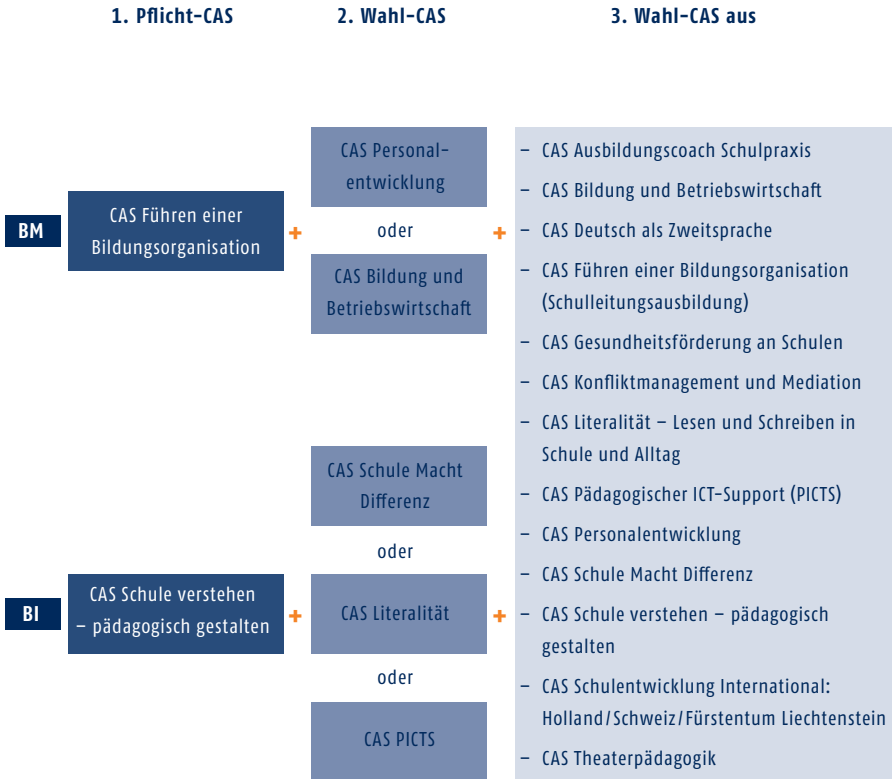 1. Pflicht-CAS
2. Wahl-CAS
3. Wahl-CAS aus
BM
CAS Führen einer
Bildungsorganisation
+
CAS Personal-
entwicklung
oder
CAS Bildung und
Betriebswirtschaft
+
BI
CAS Schule verstehen
– pädagogisch gestalten
+
CAS Schule Macht
Differenz
oder
CAS Literalität
oder
CAS PICTS
+
– CAS Ausbildungscoach Schulpraxis
– CAS Bildung und Betriebswirtschaft
– CAS Deutsch als Zweitsprache
– CAS Führen einer Bildungsorganisation
(Schulleitungsausbildung)
– CAS Gesundheitsförderung an Schulen
– CAS Konfliktmanagement und Mediation
– CAS Literalität – Lesen und Schreiben in
Schule und Alltag
– CAS Pädagogischer ICT-Support (PICTS)
– CAS Personalentwicklung
– CAS Schule Macht Differenz
– CAS Schule verstehen – pädagogisch
gestalten
– CAS Schulentwicklung International:
Holland/Schweiz/Fürstentum Liechtenstein
– CAS Theaterpädagogik